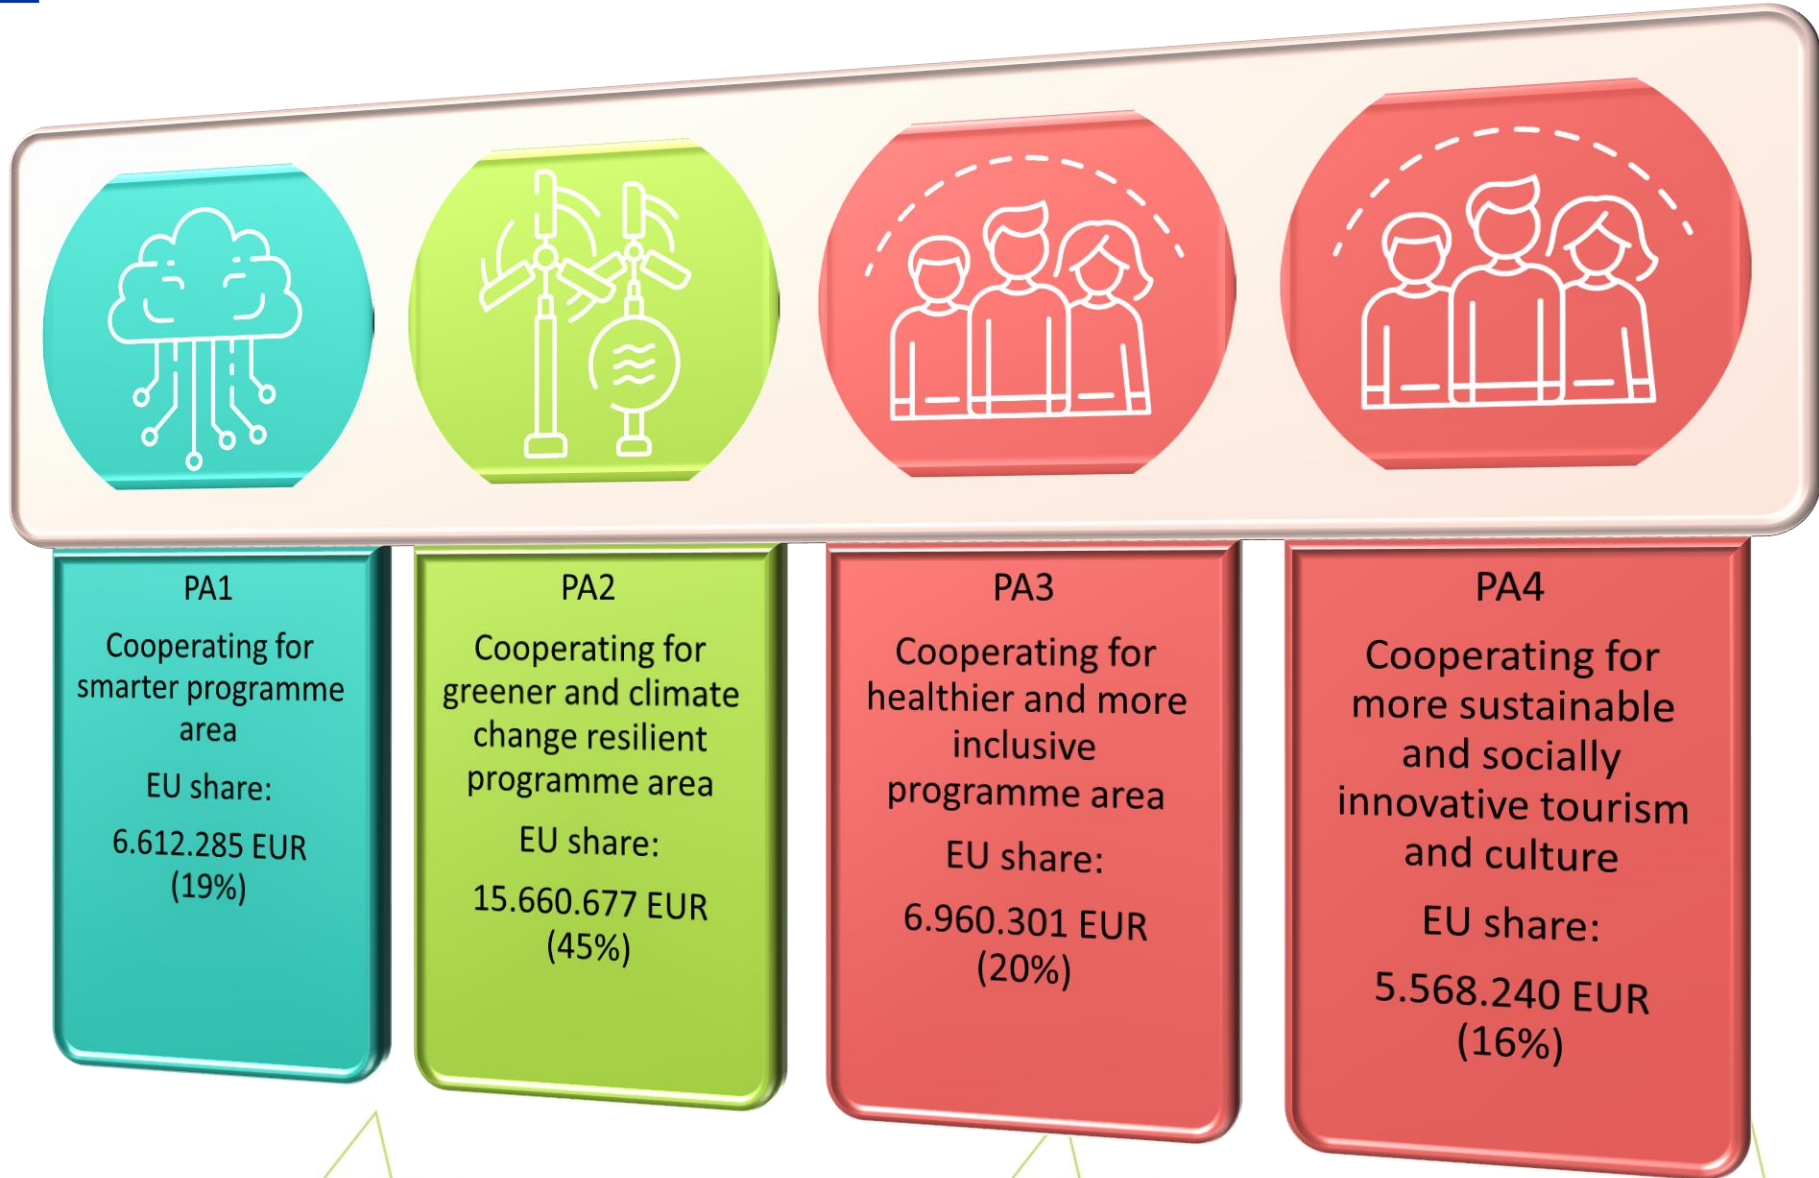 PA1
Cooperating for
smarter programme
area
EU share:
6.612.285 EUR
(19%)
PA2
Cooperating for
greener and climate
change resilient
programme area
EU share:
15.660.677 EUR
(45%)
PA3
Cooperating for
healthier and more
inclusive
programme area
EU share:
6.960.301 EUR
(20%)
PA4
Cooperating for
more sustainable
and socially
innovative tourism
and culture
EU share:
5.568.240 EUR
(16%)